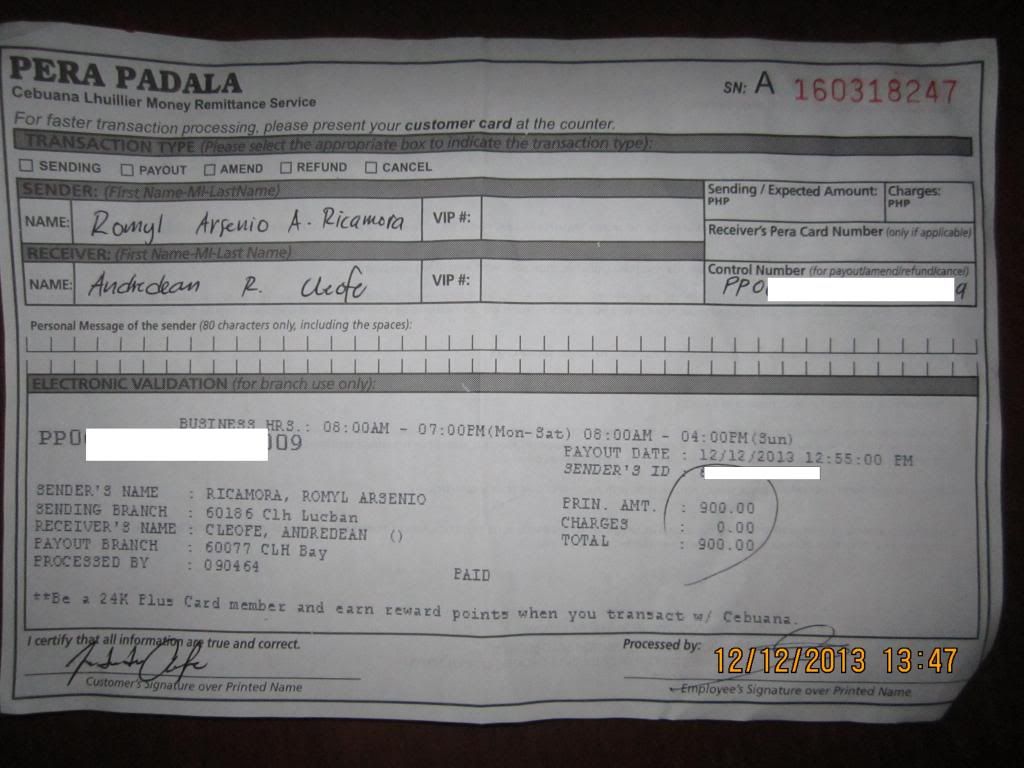 PERA PADALA
Cebuana Lhuillier Money Remittance Service
SN: A 160318247
For faster transaction processing, please present your customer card at the counter.
TRANSACTION TYPE (Please select the appropriate box to indicate the transaction type):
SENDING PAYOUT AMEND REFUND CANCEL
SENDER: (First Name-MI-LastName)
NAME: Romyl Arsenio A. Ricamora VIP #:
Sending / Expected Amount: PHP
Charges: PHP
Receiver's Pera Card Number (only if applicable)
RECEIVER: (First Name-MI-Last Name)
NAME: Andredean R. Cleofe VIP #:
Control Number (for payout/amend/refund/cancel)
PPO 9
Personal Message of the sender (80 characters only, including the spaces):
ELECTRONIC VALIDATION (for branch use only):
BUSINESS HRS.: 08:00AM - 07:00PM(Mon-Sat) 08:00AM - 04:00PM(Sun)
PP0 009
PAYOUT DATE : 12/12/2013 12:55:00 PM
SENDER'S ID :
SENDER'S NAME : RICAMORA, ROMYL ARSENIO
SENDING BRANCH : 60186 Clh Lucban
RECEIVER'S NAME : CLEOFE, ANDREDEAN ()
PAYOUT BRANCH : 60077 CLH Bay
PROCESSED BY : 090464
PRIN. AMT. : 900.00
CHARGES : 0.00
TOTAL : 900.00
PAID
**Be a 24K Plus Card member and earn reward points when you transact w/ Cebuana.
I certify that all information are true and correct.
Processed by:
Customer's Signature over Printed Name
Employee's Signature over Printed Name
12/12/2013 13:47